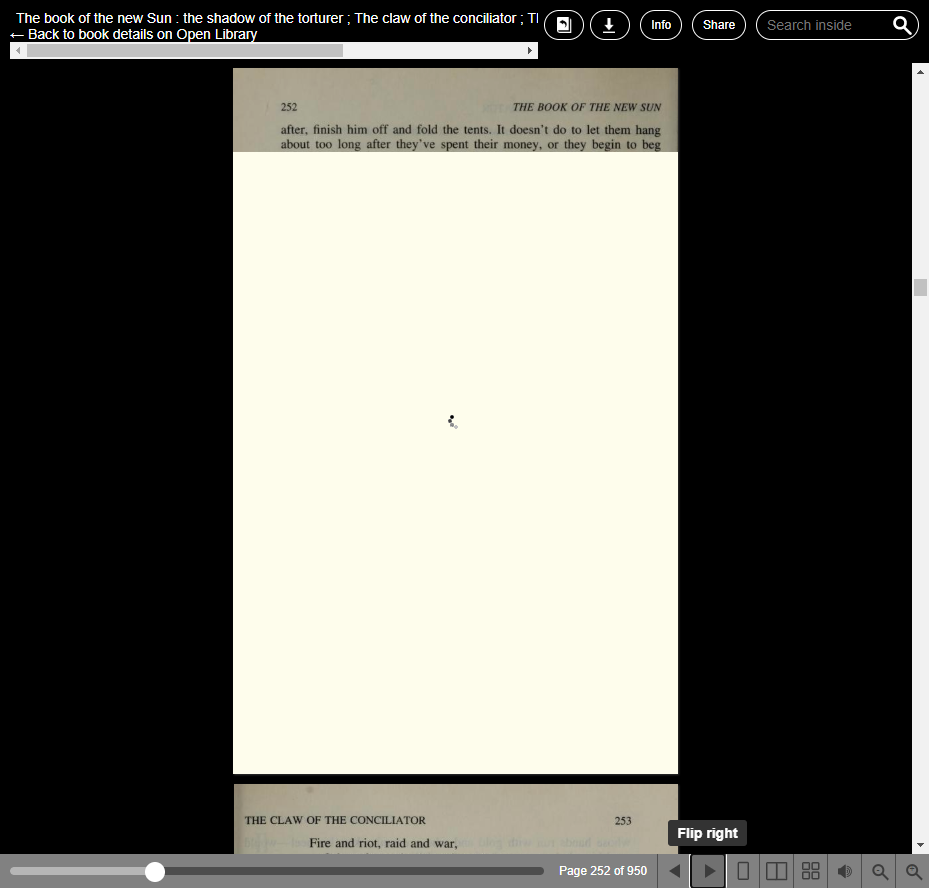 The book of the new Sun : the shadow of the torturer ; The claw of the conciliator ; Tl
← Back to book details on Open Library
Info
Share
Search inside
252 THE BOOK OF THE NEW SUN
after, finish him off and fold the tents. It doesn't do to let them hang
about too long after they've spent their money, or they begin to beg
THE CLAW OF THE CONCILIATOR 253
Fire and riot, raid and war,
Flip right
Page 252 of 950